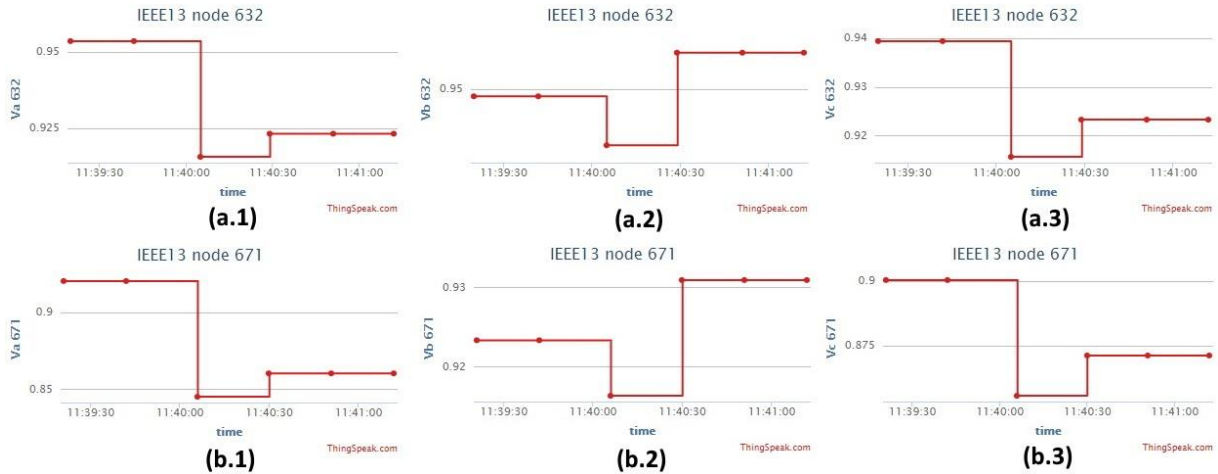 IEEE13 node 632
0.95
0.925
Va 632
11:39:30 11:40:00 11:40:30 11:41:00
time
ThingSpeak.com
(a.1)
IEEE13 node 632
0.95
Vb 632
11:39:30 11:40:00 11:40:30 11:41:00
time
ThingSpeak.com
(a.2)
IEEE13 node 632
0.94
0.93
0.92
Vc 632
11:39:30 11:40:00 11:40:30 11:41:00
time
ThingSpeak.com
(a.3)
IEEE13 node 671
0.9
0.85
Va 671
11:39:30 11:40:00 11:40:30 11:41:00
time
ThingSpeak.com
(b.1)
IEEE13 node 671
0.93
0.92
Vb 671
11:39:30 11:40:00 11:40:30 11:41:00
time
ThingSpeak.com
(b.2)
IEEE13 node 671
0.9
0.875
Vc 671
11:39:30 11:40:00 11:40:30 11:41:00
time
ThingSpeak.com
(b.3)